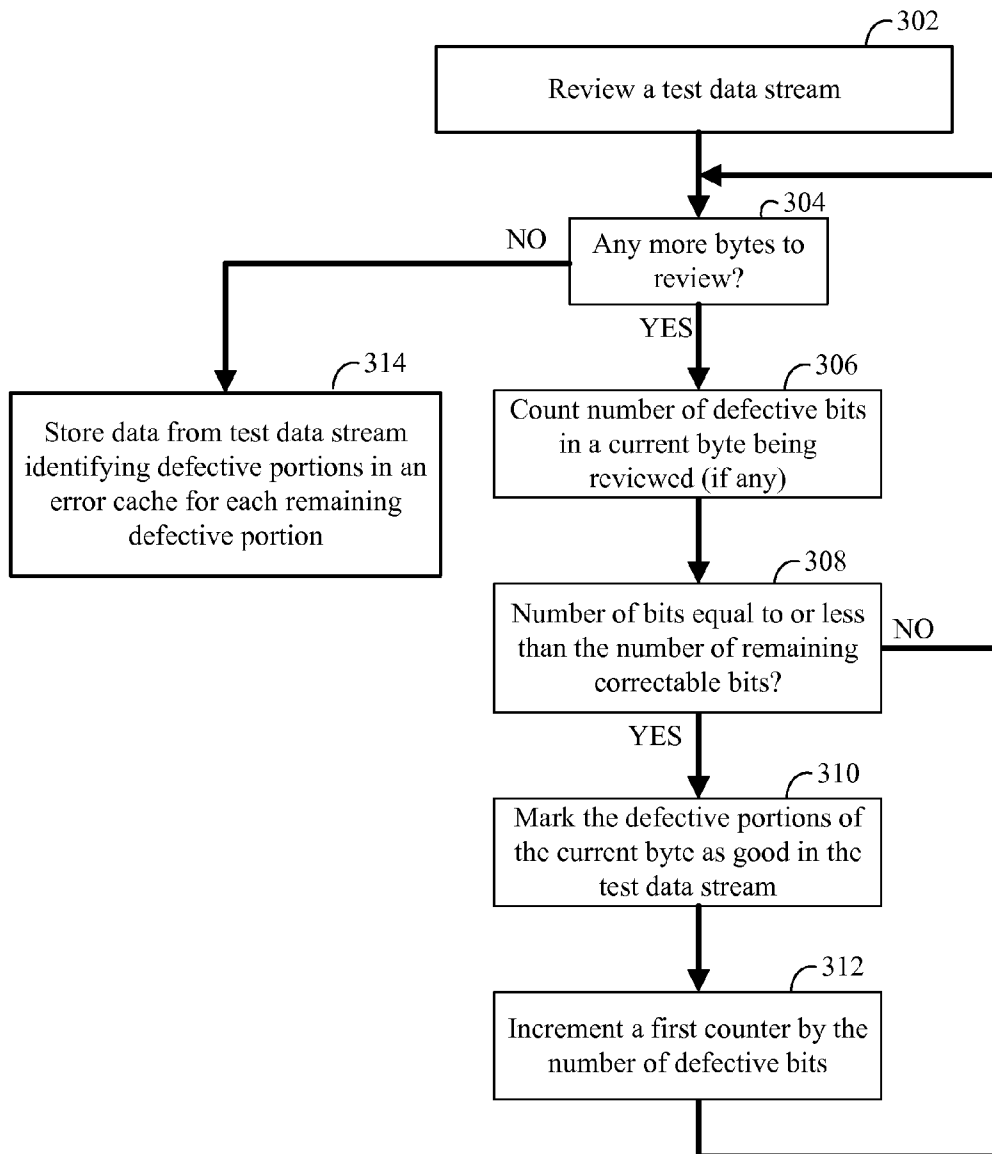 302
Review a test data stream
304
NO
Any more bytes to
review?
YES
314
306
Store data from test data stream
identifying defective portions in an
error cache for each remaining
defective portion
Count number of defective bits
in a current byte being
reviewed (if any)
308
Number of bits equal to or less
than the number of remaining
correctable bits?
NO
YES
310
Mark the defective portions of
the current byte as good in the
test data stream
312
Increment a first counter by the
number of defective bits